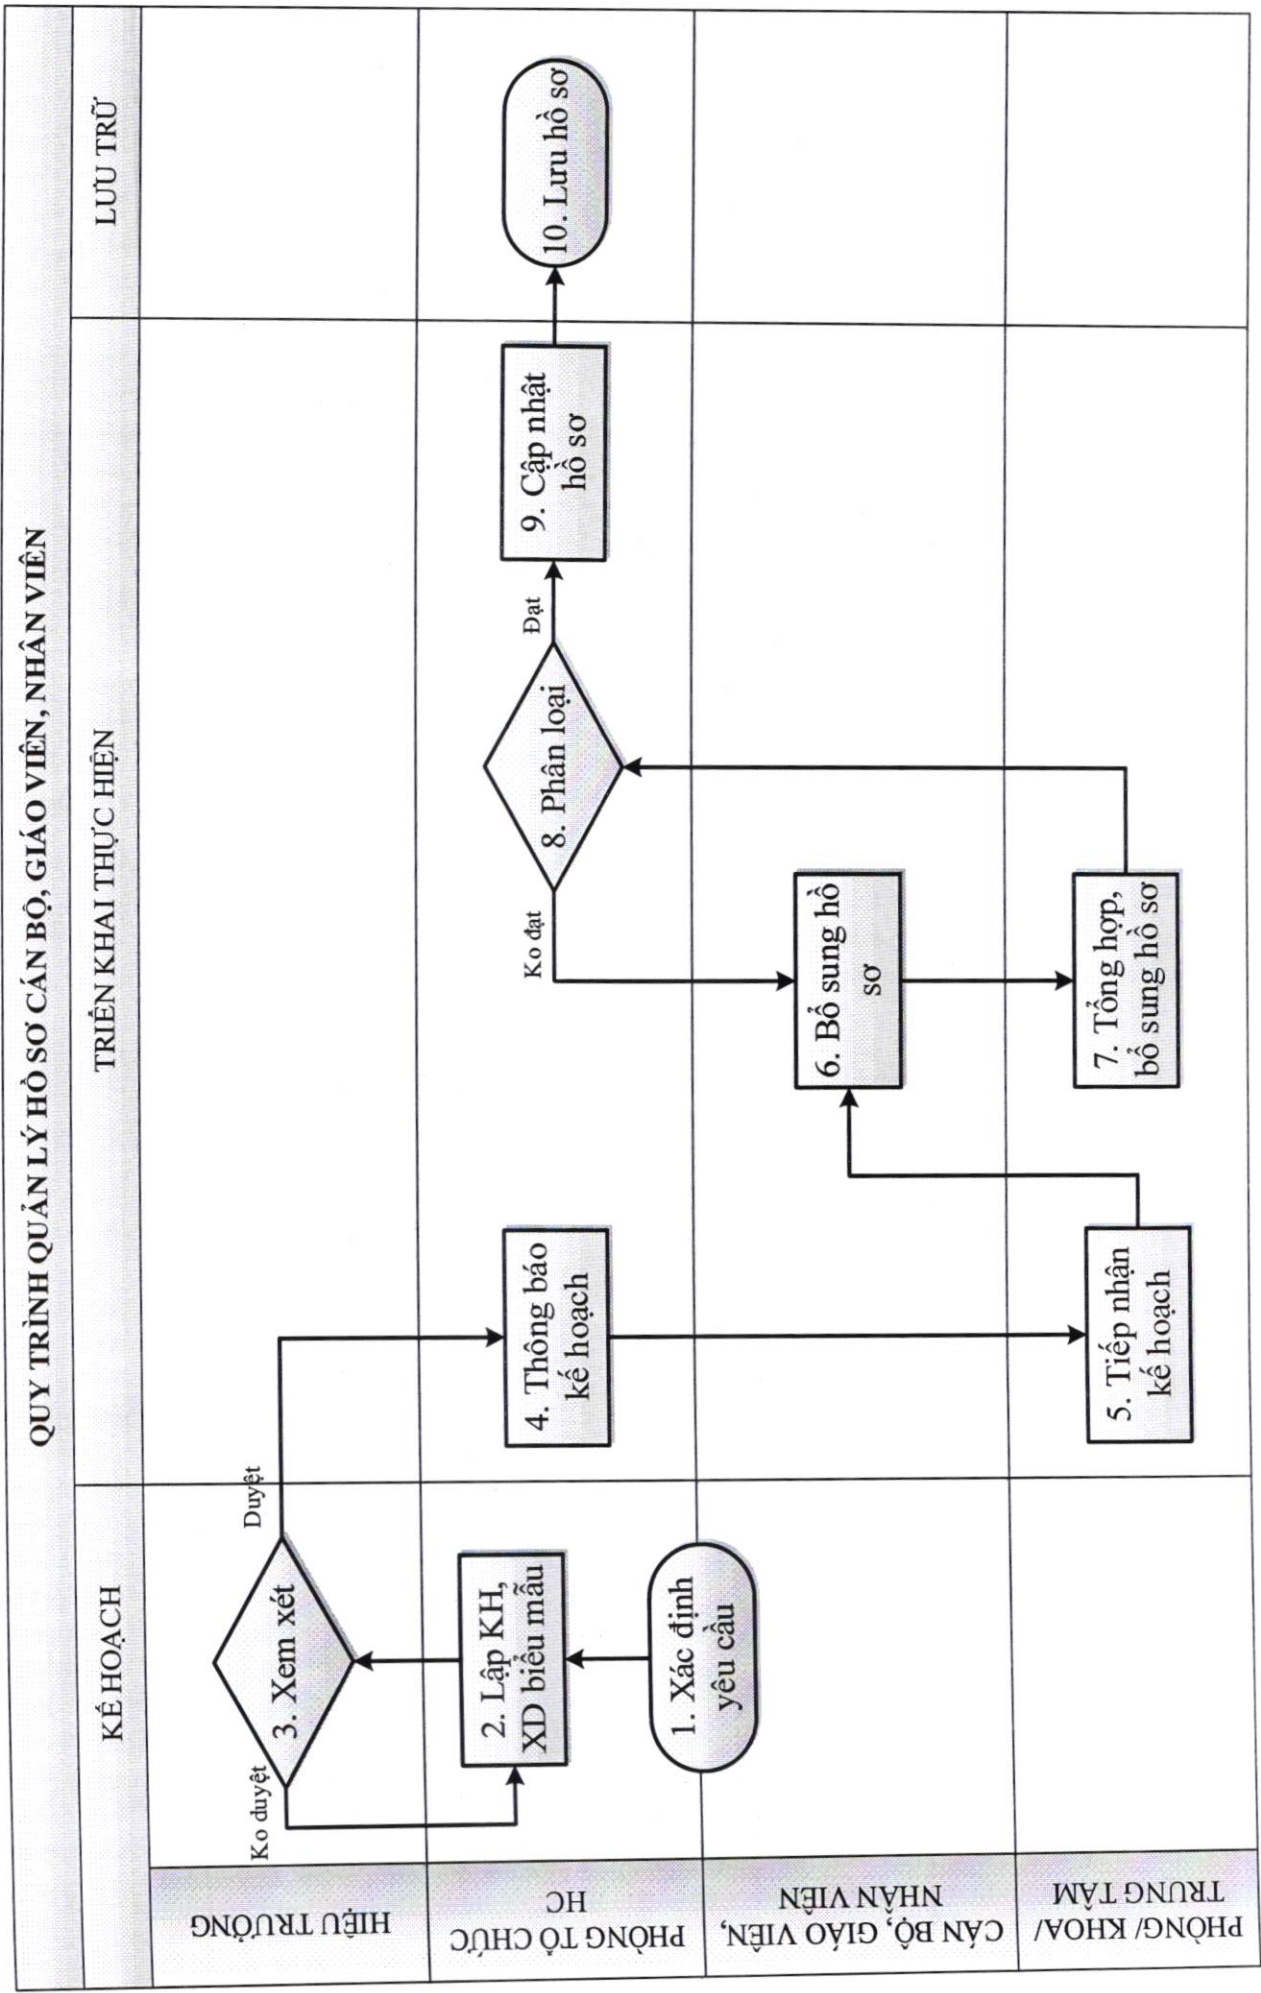 QUY TRÌNH QUẢN LÝ HỒ SƠ CÁN BỘ, GIÁO VIÊN, NHÂN VIÊN
KẾ HOẠCH
TRIỂN KHAI THỰC HIỆN
LƯU TRỮ
HIỆU TRƯỞNG
Ko duyệt
3. Xem xét
Duyệt
PHÒNG TỔ CHỨC
HC
2. Lập KH,
XD biểu mẫu
4. Thông báo
kế hoạch
Ko đạt
8. Phân loại
Đạt
9. Cập nhật
hồ sơ
10. Lưu hồ sơ
1. Xác định
yêu cầu
CÁN BỘ, GIÁO VIÊN,
NHÂN VIÊN
6. Bổ sung hồ
sơ
PHÒNG/ KHOA/
TRUNG TÂM
5. Tiếp nhận
kế hoạch
7. Tổng hợp,
bổ sung hồ sơ